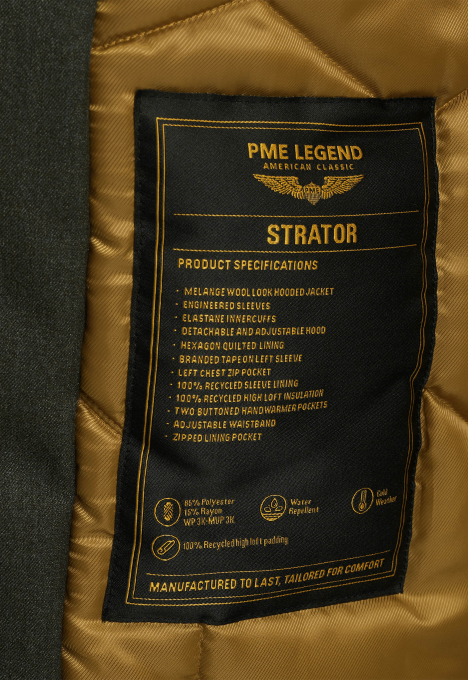 PME LEGEND
AMERICAN CLASSIC
PME
STRATOR
PRODUCT SPECIFICATIONS
· MELANGE WOOL LOOK HOODED JACKET
· ENGINEERED SLEEVES
· ELASTANE INNERCUFFS
· DETACHABLE AND ADJUSTABLE HOOD
· HEXAGON QUILTED LINING
· BRANDED TAPE ON LEFT SLEEVE
· LEFT CHEST ZIP POCKET
· 100% RECYCLED SLEEVE LINING
· 100% RECYCLED HIGH LOFT INSULATION
· TWO BUTTONED HANDWARMER POCKETS
· ADJUSTABLE WAISTBAND
· ZIPPED LINING POCKET
85% Polyester
15% Rayon
WP 3K-MVP 3K
Water
Repellent
Cold
Weather
100% Recycled high loft padding
MANUFACTURED TO LAST, TAILORED FOR COMFORT